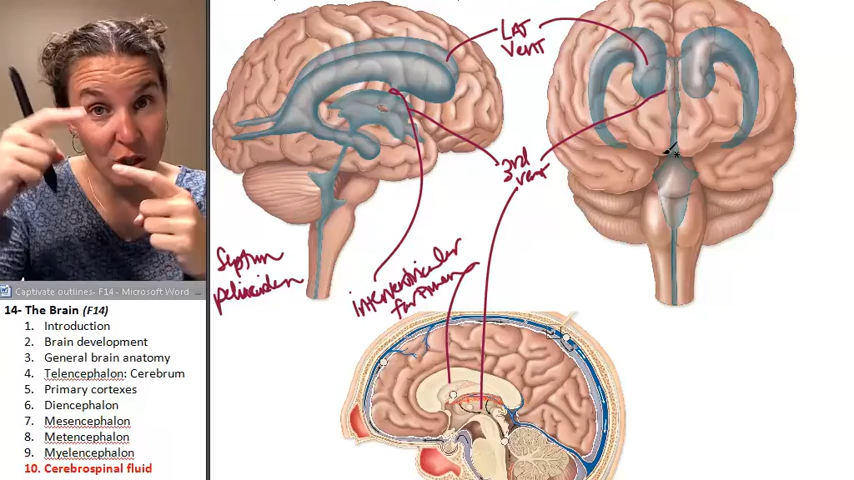 LAT
Vent
3rd
vent
Septum
pellucidum
interventricular
foramen
Captivate outlines- F14 - Microsoft Word
14- The Brain (F14)
1. Introduction
2. Brain development
3. General brain anatomy
4. Telencephalon: Cerebrum
5. Primary cortexes
6. Diencephalon
7. Mesencephalon
8. Metencephalon
9. Myelencephalon
10. Cerebrospinal fluid